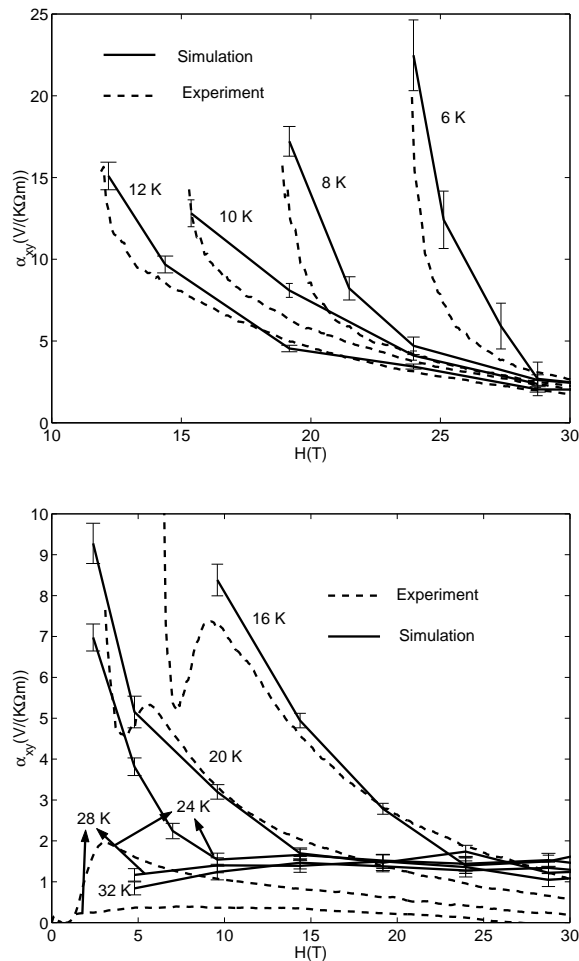 25
20
15
10
5
0
α_xy(V/(KΩm))
Simulation
Experiment
12 K
10 K
8 K
6 K
10 15 20 25 30
H(T)
10
9
8
7
6
5
4
3
2
1
0
α_xy(V/(KΩm))
Experiment
Simulation
16 K
20 K
24 K
28 K
32 K
0 5 10 15 20 25 30
H(T)